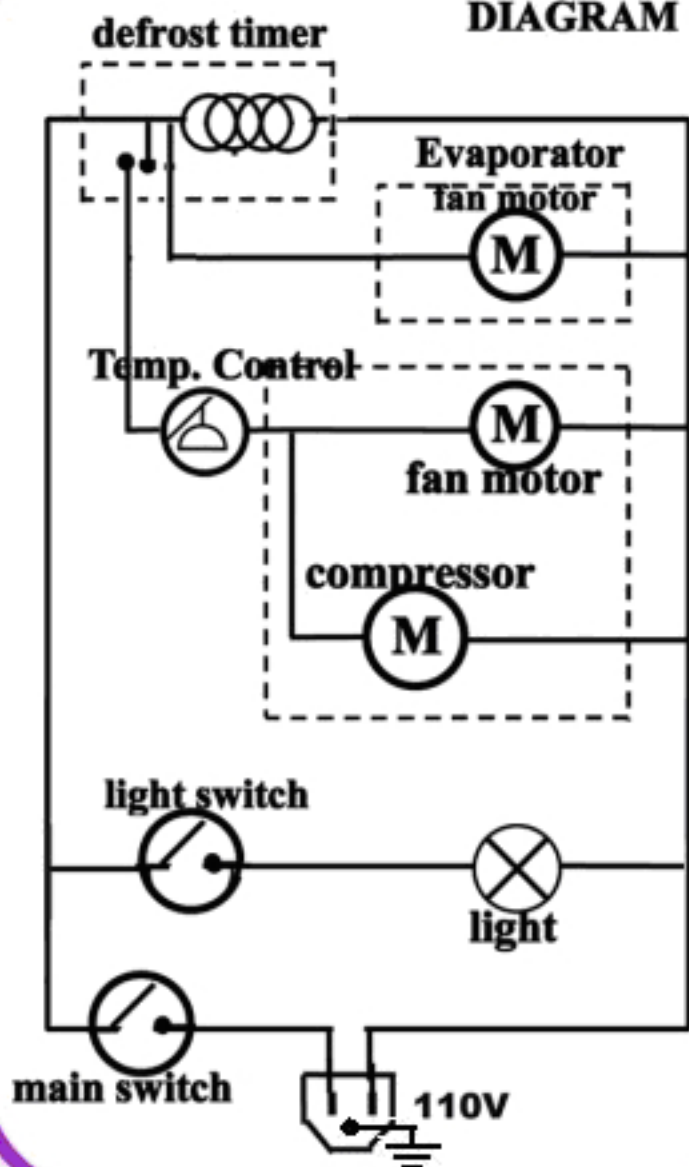 DIAGRAM
defrost timer
Evaporator
fan motor
M
Temp. Control
M
fan motor
compressor
M
light switch
light
main switch
110V